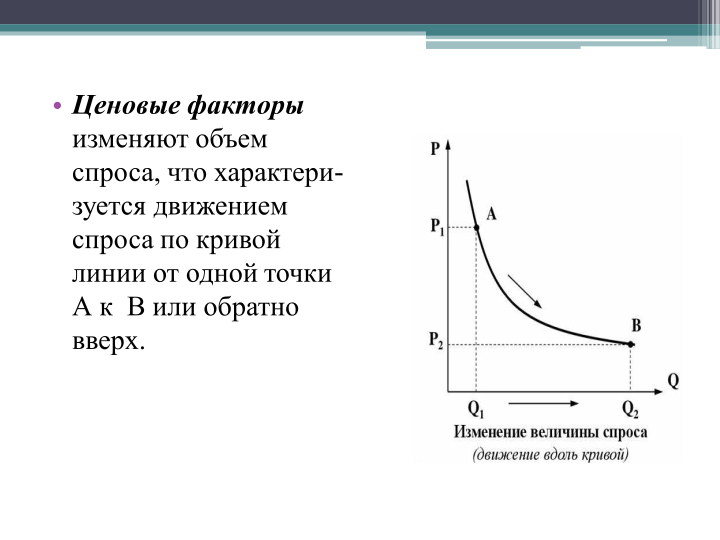 • Ценовые факторы
изменяют объем
спроса, что характери-
зуется движением
спроса по кривой
линии от одной точки
А к В или обратно
вверх.
P
A
P₁
B
P₂
Q
Q₁
Q₂
Изменение величины спроса
(движение вдоль кривой)